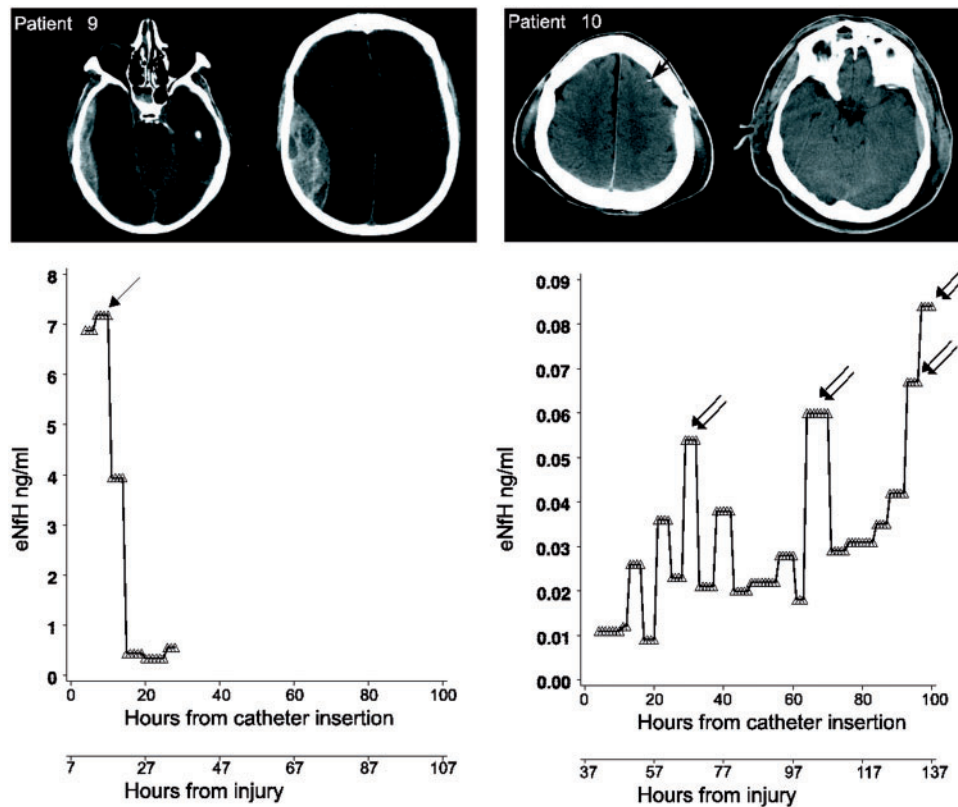 Patient 9
Patient 10
8
7
6
5
4
3
2
1
0
eNfH ng/ml
0 20 40 60 80 100
Hours from catheter insertion
7 27 47 67 87 107
Hours from injury
0.09
0.08
0.07
0.06
0.05
0.04
0.03
0.02
0.01
0.00
eNfH ng/ml
0 20 40 60 80 100
Hours from catheter insertion
37 57 77 97 117 137
Hours from injury